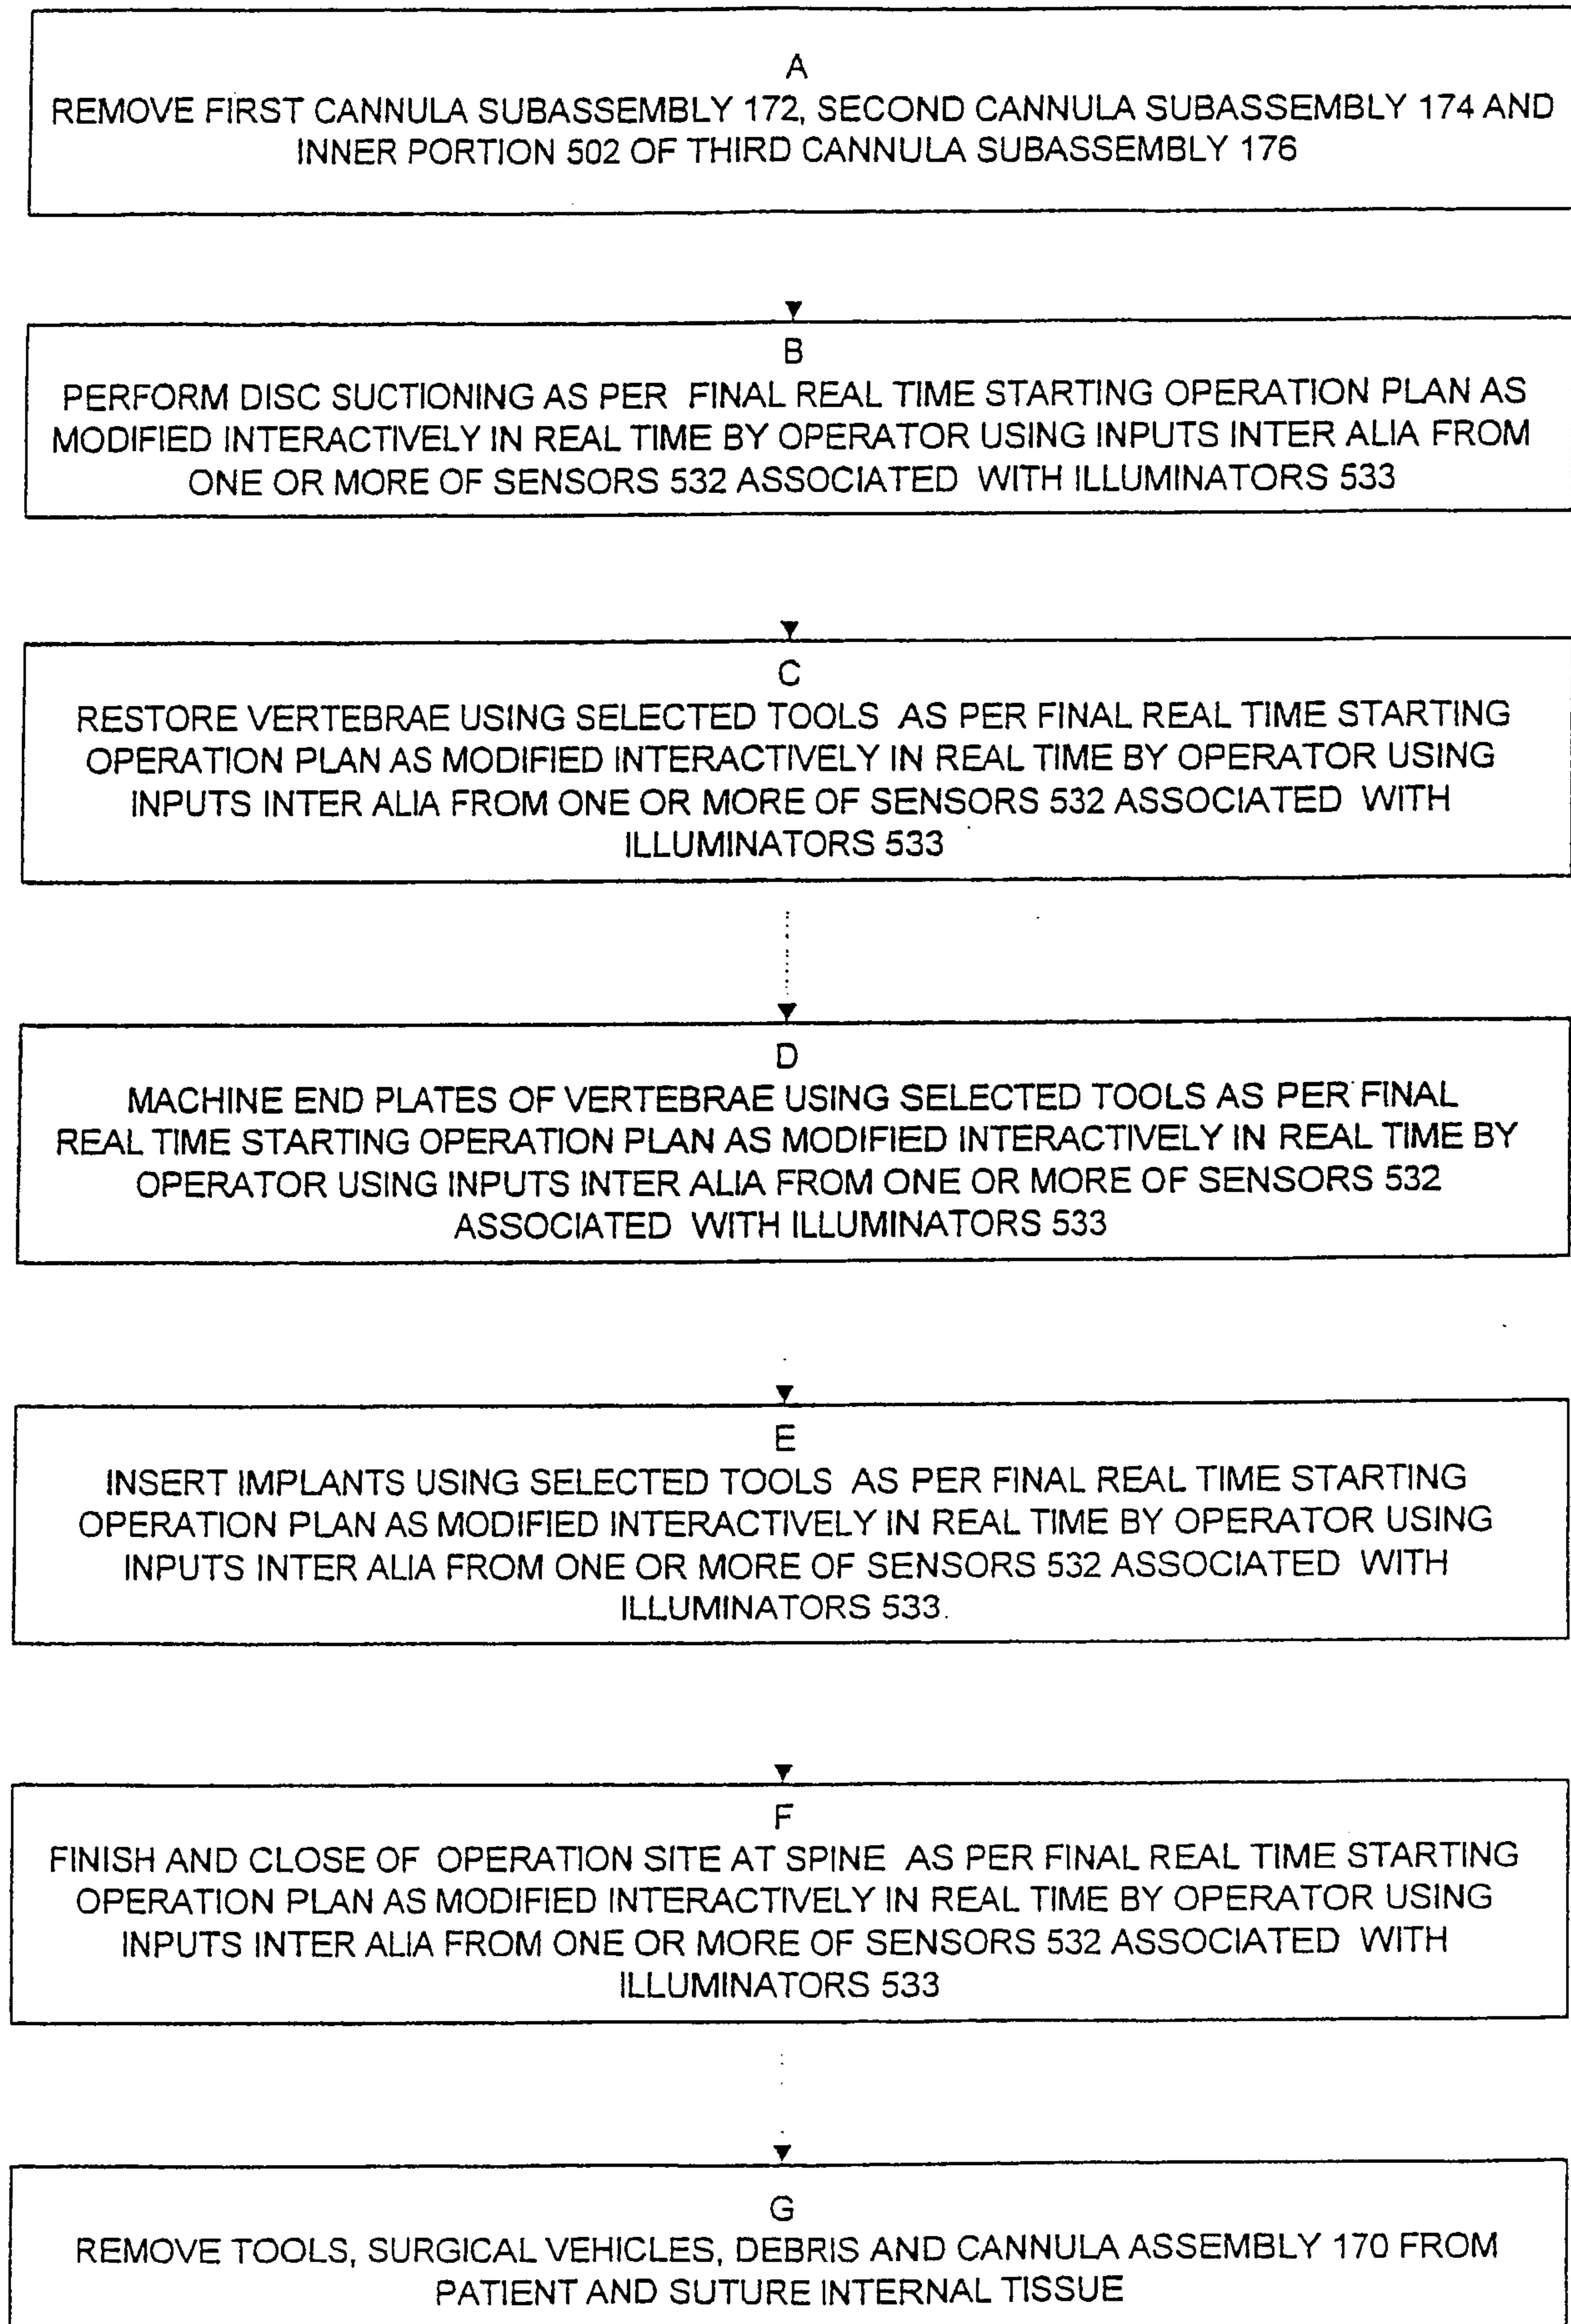 A
REMOVE FIRST CANNULA SUBASSEMBLY 172, SECOND CANNULA SUBASSEMBLY 174 AND
INNER PORTION 502 OF THIRD CANNULA SUBASSEMBLY 176
B
PERFORM DISC SUCTIONING AS PER FINAL REAL TIME STARTING OPERATION PLAN AS
MODIFIED INTERACTIVELY IN REAL TIME BY OPERATOR USING INPUTS INTER ALIA FROM
ONE OR MORE OF SENSORS 532 ASSOCIATED WITH ILLUMINATORS 533
C
RESTORE VERTEBRAE USING SELECTED TOOLS AS PER FINAL REAL TIME STARTING
OPERATION PLAN AS MODIFIED INTERACTIVELY IN REAL TIME BY OPERATOR USING
INPUTS INTER ALIA FROM ONE OR MORE OF SENSORS 532 ASSOCIATED WITH
ILLUMINATORS 533
D
MACHINE END PLATES OF VERTEBRAE USING SELECTED TOOLS AS PER FINAL
REAL TIME STARTING OPERATION PLAN AS MODIFIED INTERACTIVELY IN REAL TIME BY
OPERATOR USING INPUTS INTER ALIA FROM ONE OR MORE OF SENSORS 532
ASSOCIATED WITH ILLUMINATORS 533
E
INSERT IMPLANTS USING SELECTED TOOLS AS PER FINAL REAL TIME STARTING
OPERATION PLAN AS MODIFIED INTERACTIVELY IN REAL TIME BY OPERATOR USING
INPUTS INTER ALIA FROM ONE OR MORE OF SENSORS 532 ASSOCIATED WITH
ILLUMINATORS 533.
F
FINISH AND CLOSE OF OPERATION SITE AT SPINE AS PER FINAL REAL TIME STARTING
OPERATION PLAN AS MODIFIED INTERACTIVELY IN REAL TIME BY OPERATOR USING
INPUTS INTER ALIA FROM ONE OR MORE OF SENSORS 532 ASSOCIATED WITH
ILLUMINATORS 533
G
REMOVE TOOLS, SURGICAL VEHICLES, DEBRIS AND CANNULA ASSEMBLY 170 FROM
PATIENT AND SUTURE INTERNAL TISSUE